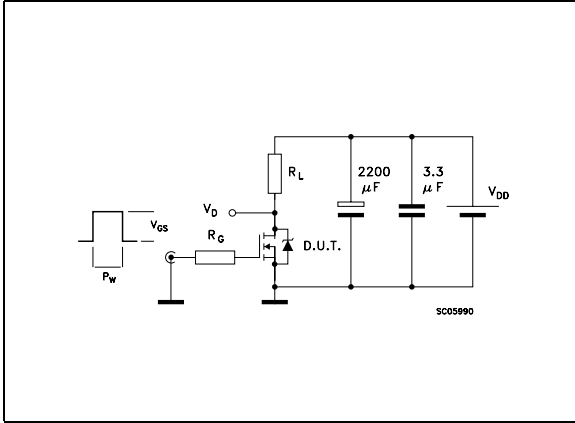 R_L
2200
μF
3.3
μF
V_DD
V_D
V_GS
R_G
D.U.T.
P_W
SC05990